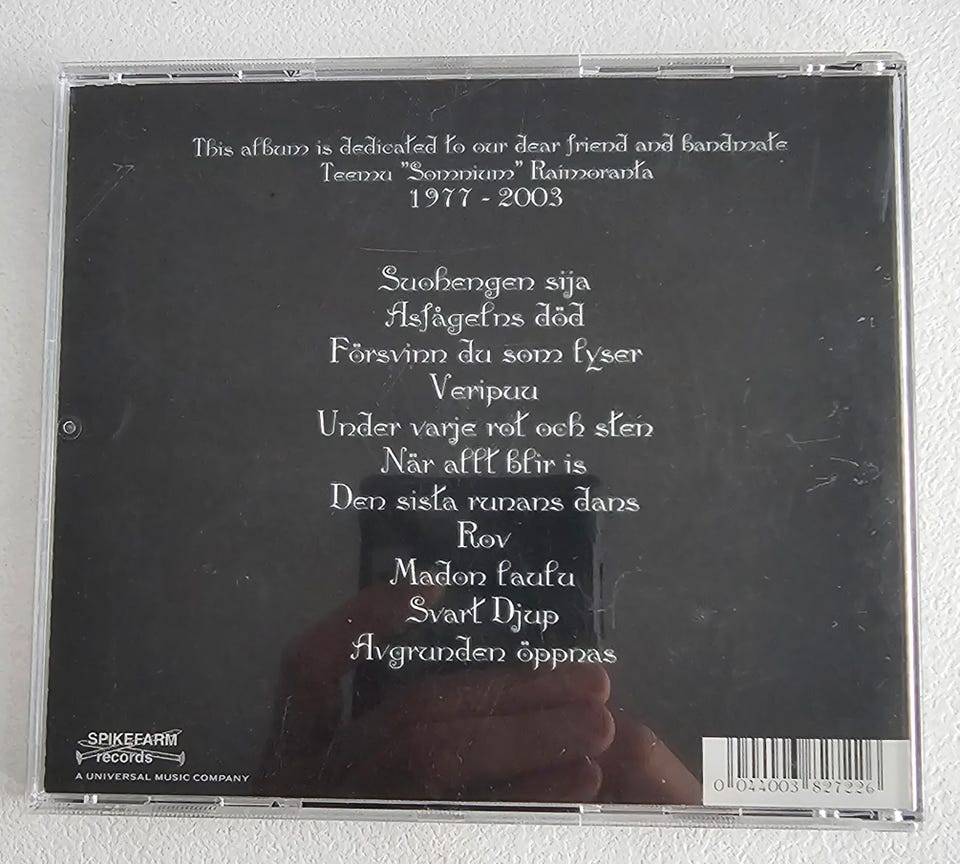 This album is dedicated to our dear friend and bandmate
Teemu "Somnium" Raimoranta
1977 - 2003
Suohengen sija
Asfågelns död
Försvinn du som lyser
Veripuu
Under varje rot och sten
När allt blir is
Den sista runans dans
Rov
Madon laulu
Svart Djup
Avgrunden öppnas
SPIKEFARM
records
A UNIVERSAL MUSIC COMPANY
0 044003 827226